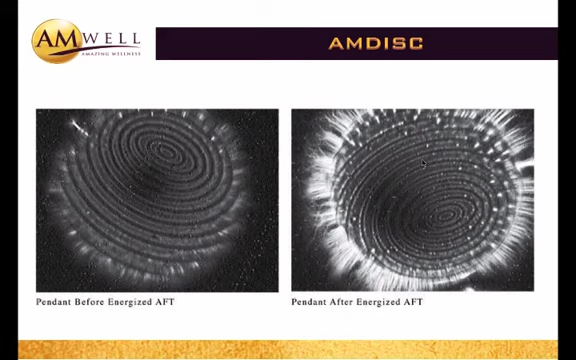 AMWELL
AMAZING WELLNESS
AMDISC
Pendant Before Energized AFT
Pendant After Energized AFT